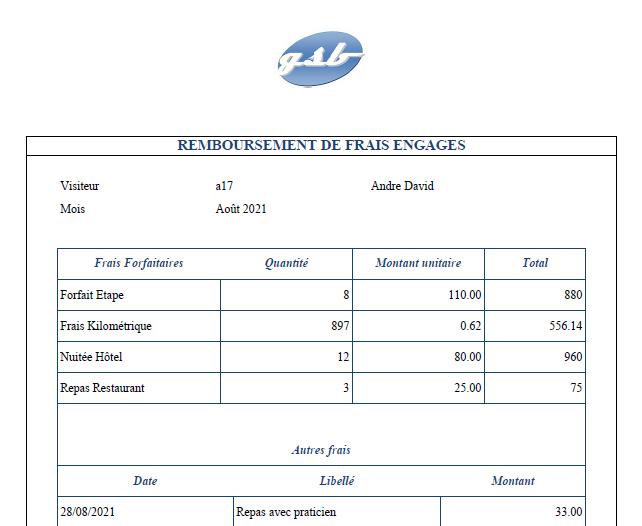 gsb
REMBOURSEMENT DE FRAIS ENGAGES
Visiteur a17 Andre David
Mois Août 2021
Frais Forfaitaires Quantité Montant unitaire Total
Forfait Etape 8 110.00 880
Frais Kilométrique 897 0.62 556.14
Nuitée Hôtel 12 80.00 960
Repas Restaurant 3 25.00 75
Autres frais
Date Libellé Montant
28/08/2021 Repas avec praticien 33.00